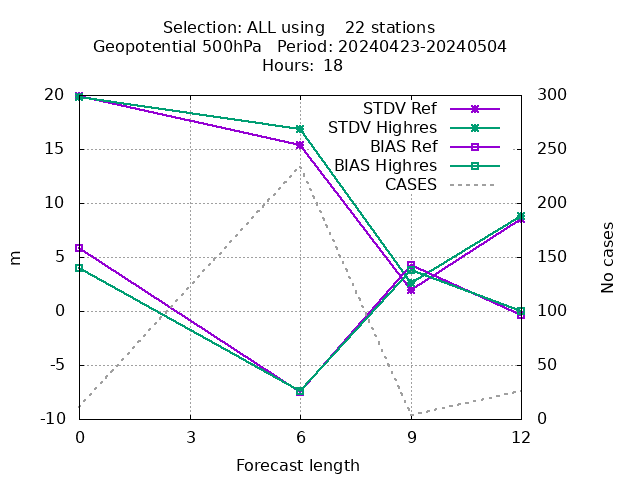 Selection: ALL using    22 stations
Geopotential 500hPa   Period: 20240423-20240504
Hours:  18
20
15
10
5
0
-5
-10
m
300
250
200
150
100
50
0
No cases
STDV Ref
STDV Highres
BIAS Ref
BIAS Highres
CASES
0 3 6 9 12
Forecast length